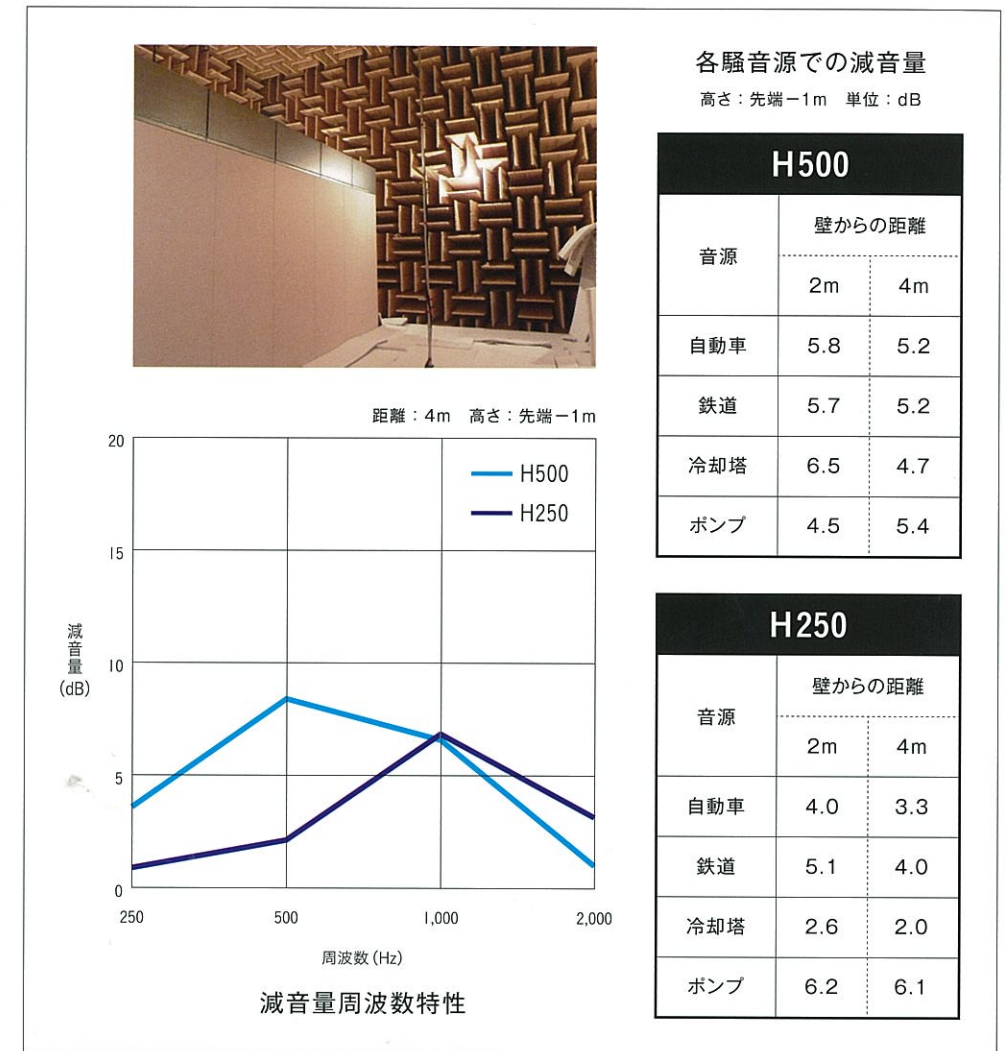 各騒音源での減音量
高さ：先端－1m　単位：dB
H500
音源 壁からの距離
2m 4m
自動車 5.8 5.2
鉄道 5.7 5.2
冷却塔 6.5 4.7
ポンプ 4.5 5.4
H250
音源 壁からの距離
2m 4m
自動車 4.0 3.3
鉄道 5.1 4.0
冷却塔 2.6 2.0
ポンプ 6.2 6.1
距離：4m　高さ：先端－1m
H500
H250
減音量
(dB)
20
15
10
5
0
250 500 1,000 2,000
周波数(Hz)
減音量周波数特性